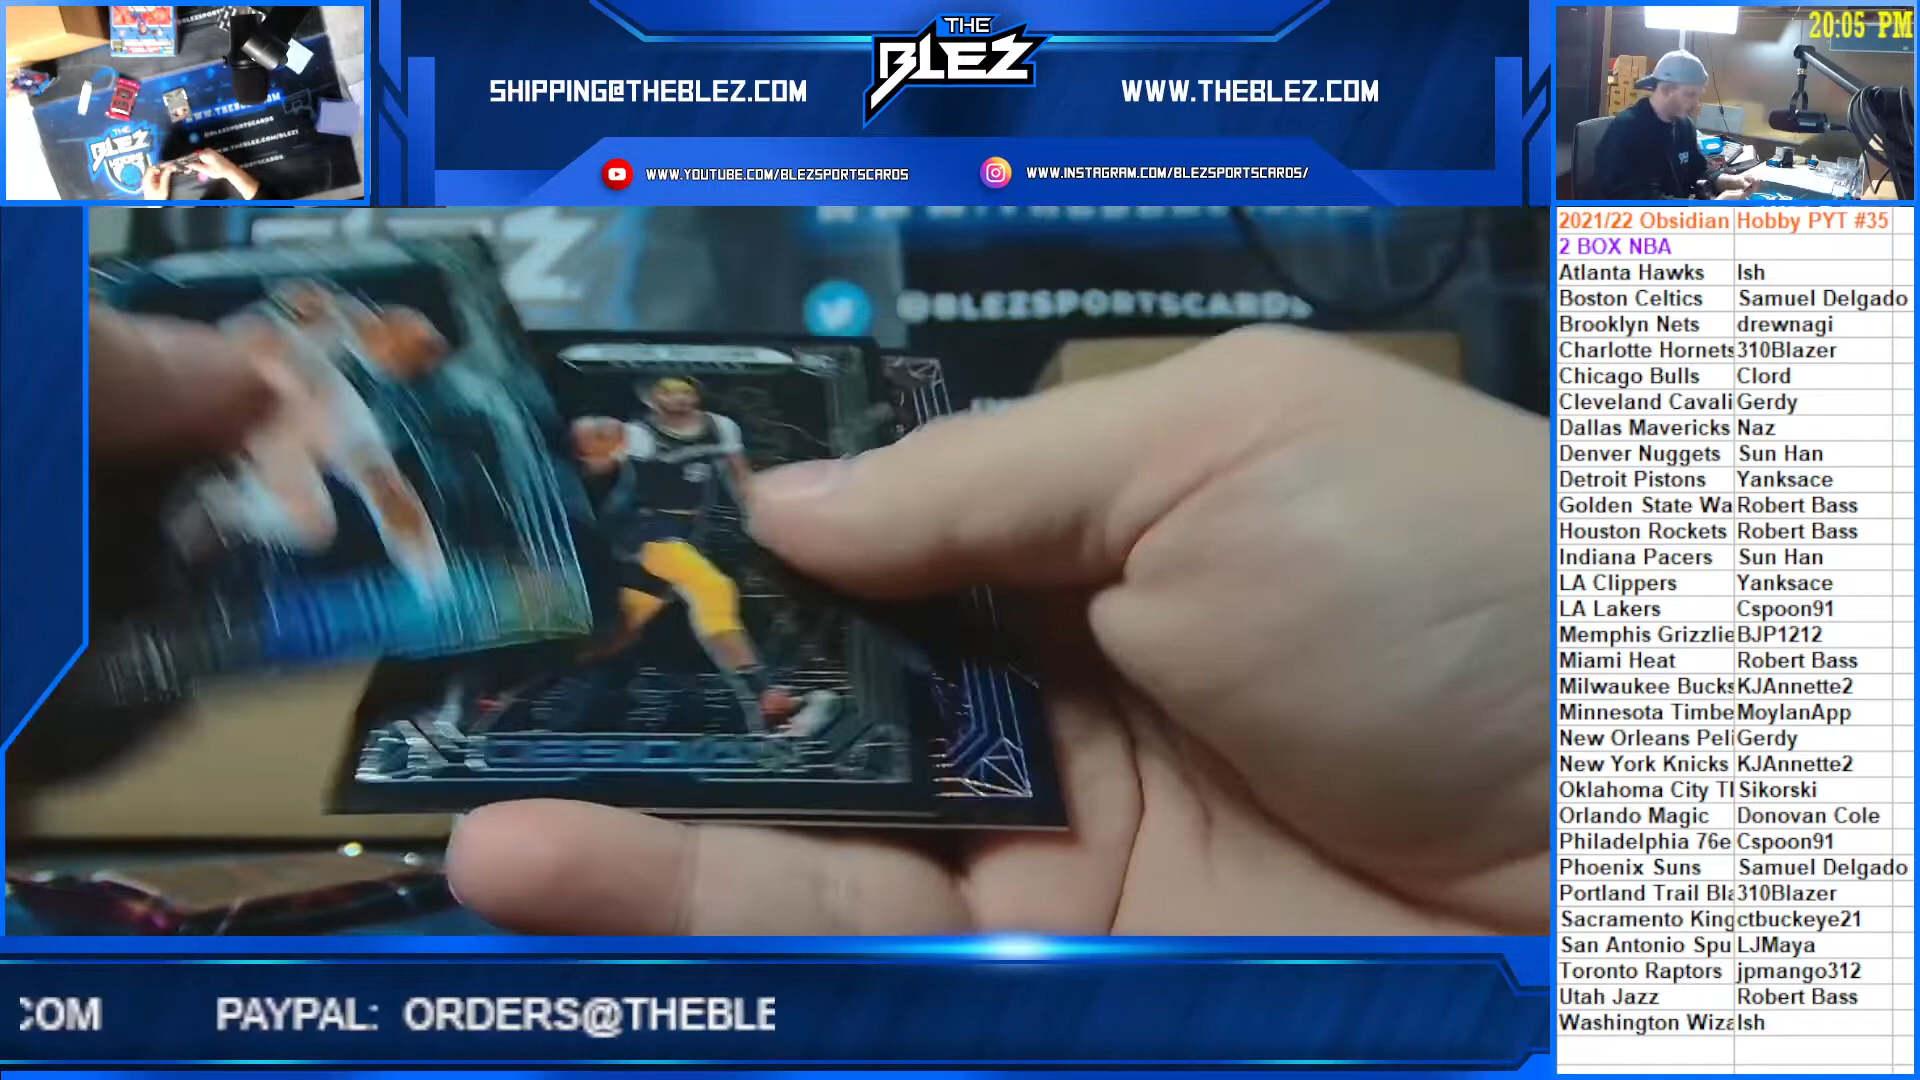 THE
BLEZ
SHIPPING@THEBLEZ.COM
WWW.THEBLEZ.COM
WWW.YOUTUBE.COM/BLEZSPORTSCARDS
WWW.INSTAGRAM.COM/BLEZSPORTSCARDS/
20:05 PM
THE
BLEZ
@BLEZSPORTSCARDS
OBSIDIAN
2021/22 Obsidian Hobby PYT #35
2 BOX NBA
Atlanta Hawks Ish
Boston Celtics Samuel Delgado
Brooklyn Nets drewnagi
Charlotte Hornets 310Blazer
Chicago Bulls Clord
Cleveland Cavali Gerdy
Dallas Mavericks Naz
Denver Nuggets Sun Han
Detroit Pistons Yanksace
Golden State Wa Robert Bass
Houston Rockets Robert Bass
Indiana Pacers Sun Han
LA Clippers Yanksace
LA Lakers Cspoon91
Memphis Grizzlie BJP1212
Miami Heat Robert Bass
Milwaukee Bucks KJAnnette2
Minnesota Timbe MoylanApp
New Orleans Peli Gerdy
New York Knicks KJAnnette2
Oklahoma City Tl Sikorski
Orlando Magic Donovan Cole
Philadelphia 76e Cspoon91
Phoenix Suns Samuel Delgado
Portland Trail Bla 310Blazer
Sacramento King ctbuckeye21
San Antonio Spu LJMaya
Toronto Raptors jpmango312
Utah Jazz Robert Bass
Washington Wiza Ish
COM PAYPAL: ORDERS@THEBLE